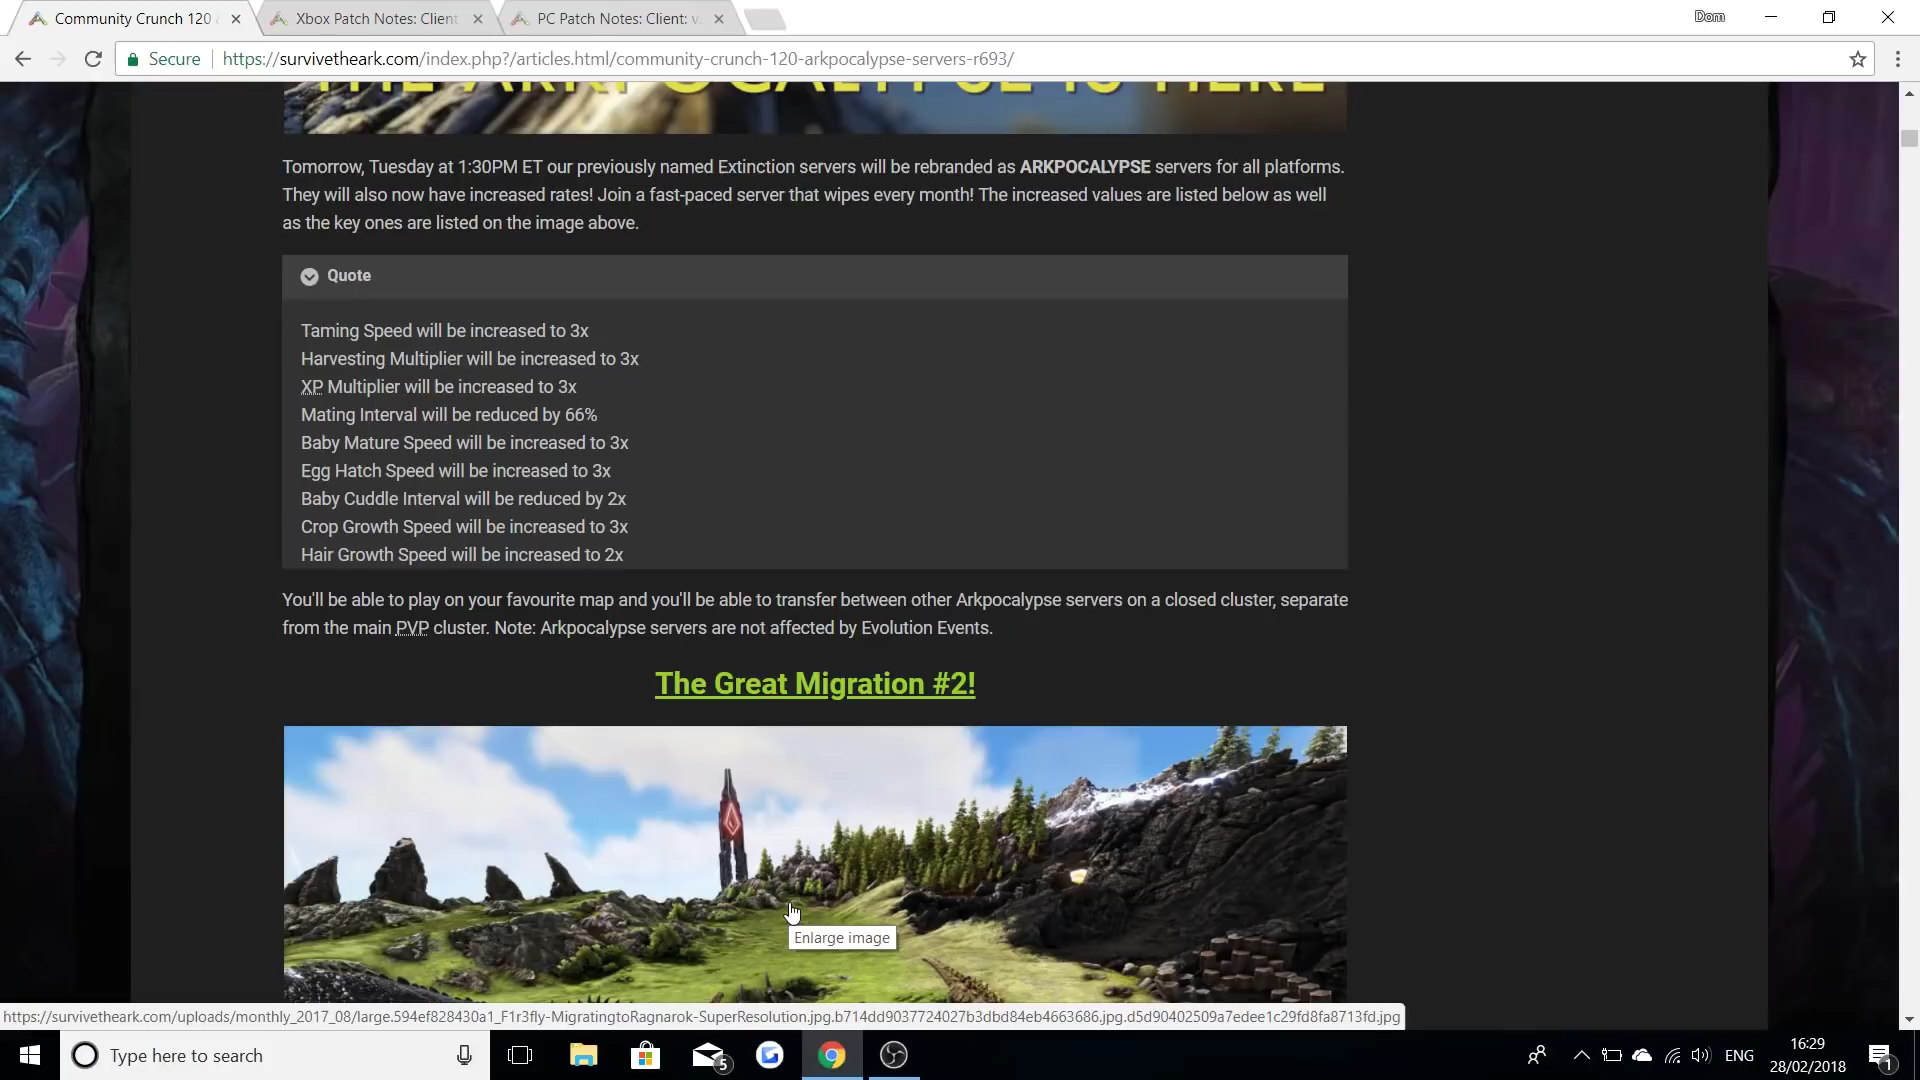 Community Crunch 120
Xbox Patch Notes: Client
PC Patch Notes: Client: v
Dom
Secure
https://survivetheark.com/index.php?/articles.html/community-crunch-120-arkpocalypse-servers-r693/
THE ARKPOCALYPSE IS HERE
Tomorrow, Tuesday at 1:30PM ET our previously named Extinction servers will be rebranded as ARKPOCALYPSE servers for all platforms.
They will also now have increased rates! Join a fast-paced server that wipes every month! The increased values are listed below as well
as the key ones are listed on the image above.
Quote
Taming Speed will be increased to 3x
Harvesting Multiplier will be increased to 3x
XP Multiplier will be increased to 3x
Mating Interval will be reduced by 66%
Baby Mature Speed will be increased to 3x
Egg Hatch Speed will be increased to 3x
Baby Cuddle Interval will be reduced by 2x
Crop Growth Speed will be increased to 3x
Hair Growth Speed will be increased to 2x
You'll be able to play on your favourite map and you'll be able to transfer between other Arkpocalypse servers on a closed cluster, separate
from the main PVP cluster. Note: Arkpocalypse servers are not affected by Evolution Events.
The Great Migration #2!
Enlarge image
https://survivetheark.com/uploads/monthly_2017_08/large.594ef828430a1_F1r3fly-MigratingtoRagnarok-SuperResolution.jpg.b714dd9037724027b3dbd84eb4663686.jpg.d5d90402509a7edee1c29fd8fa8713fd.jpg
Type here to search
5
ENG
16:29
28/02/2018
1